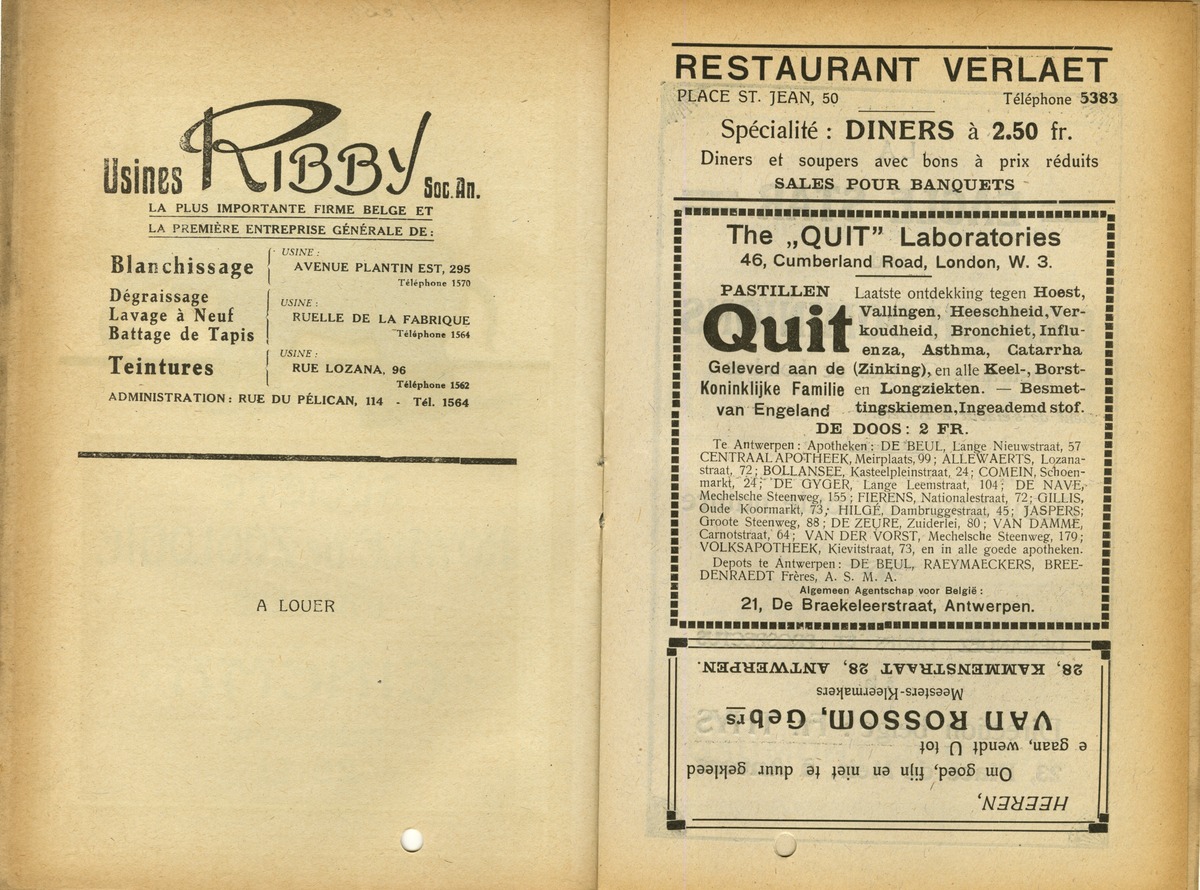 Usines RIBBY Soc. An.
LA PLUS IMPORTANTE FIRME BELGE ET
LA PREMIÈRE ENTREPRISE GÉNÉRALE DE:
Blanchissage
USINE:
AVENUE PLANTIN EST, 295
Téléphone 1570
Dégraissage
Lavage à Neuf
Battage de Tapis
USINE:
RUELLE DE LA FABRIQUE
Téléphone 1564
Teintures
USINE:
RUE LOZANA, 96
Téléphone 1562
ADMINISTRATION: RUE DU PÉLICAN, 114 - Tél. 1564
A LOUER
RESTAURANT VERLAET
PLACE ST. JEAN, 50 Téléphone 5383
Spécialité: DINERS à 2.50 fr.
Diners et soupers avec bons à prix réduits
SALES POUR BANQUETS
The „QUIT" Laboratories
46, Cumberland Road, London, W. 3.
PASTILLEN
Quit
Geleverd aan de
Koninklijke Familie
van Engeland
Laatste ontdekking tegen Hoest,
Vallingen, Heeschheid, Ver-
koudheid, Bronchiet, Influ-
enza, Asthma, Catarrha
(Zinking), en alle Keel-, Borst-
en Longziekten. — Besmet-
tingskiemen, Ingeademd stof.
DE DOOS: 2 FR.
Te Antwerpen: Apotheken: DE BEUL, Lange Nieuwstraat, 57
CENTRAAL APOTHEEK, Meirplaats, 99; ALLEWAERTS, Lozana-
straat, 72; BOLLANSEE, Kasteelpleinstraat, 24; COMEIN, Schoen-
markt, 24; DE GYGER, Lange Leemstraat, 104; DE NAVE,
Mechelsche Steenweg, 155; FIERENS, Nationalestraat, 72; GILLIS,
Oude Koormarkt, 73; HILGÉ, Dambruggestraat, 45; JASPERS;
Groote Steenweg, 88; DE ZEURE, Zuiderlei, 80; VAN DAMME,
Carnotstraat, 64; VAN DER VORST, Mechelsche Steenweg, 179;
VOLKSAPOTHEEK, Kievitstraat, 73, en in alle goede apotheken.
Depots te Antwerpen: DE BEUL, RAEYMAECKERS, BREE-
DENRAEDT Frères, A. S. M. A.
Algemeen Agentschap voor België:
21, De Braekeleerstraat, Antwerpen.
HEEREN,
Om goed, fijn en niet te duur gekleed
e gaan, wendt U tot
VAN ROSSOM, Gebrs
Meesters-Kleermakers
28, KAMMENSTRAAT 28, ANTWERPEN.